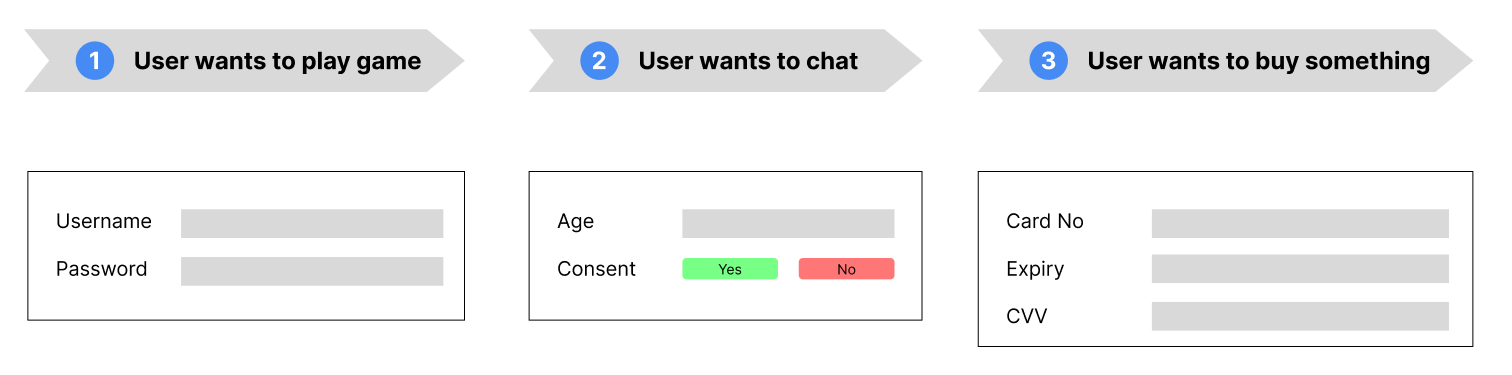 1 User wants to play game
Username
Password
2 User wants to chat
Age
Consent Yes No
3 User wants to buy something
Card No
Expiry
CVV